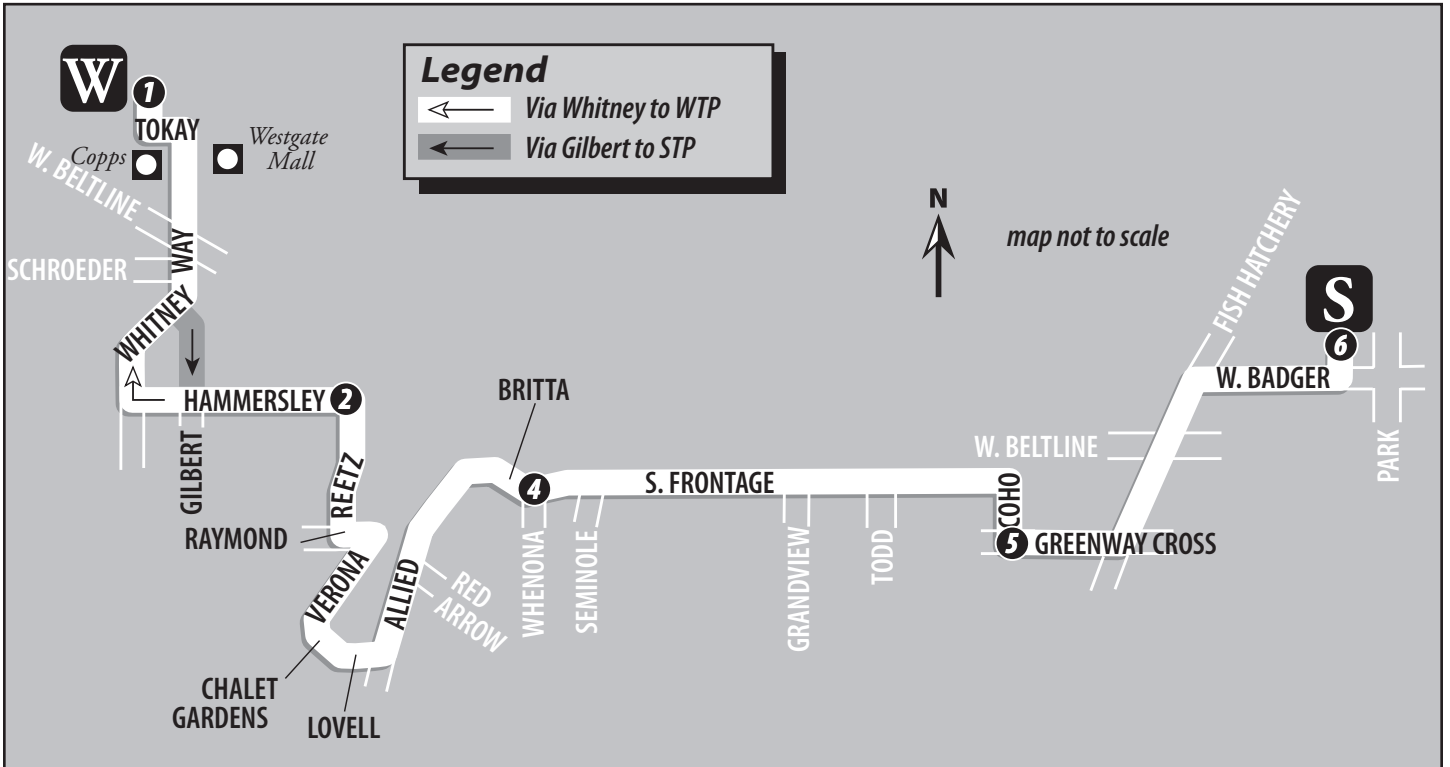 W
1
TOKAY
Copps
Westgate
Mall
Legend
Via Whitney to WTP
Via Gilbert to STP
W. BELTLINE
SCHROEDER
WAY
WHITNEY
N
map not to scale
FISH HATCHERY
S
6
W. BADGER
PARK
HAMMERSLEY
2
GILBERT
REETZ
RAYMOND
VERONA
CHALET
GARDENS
LOVELL
ALLIED
RED
ARROW
BRITTA
4
WHENONA
SEMINOLE
S. FRONTAGE
GRANDVIEW
TODD
W. BELTLINE
COHO
5
GREENWAY CROSS